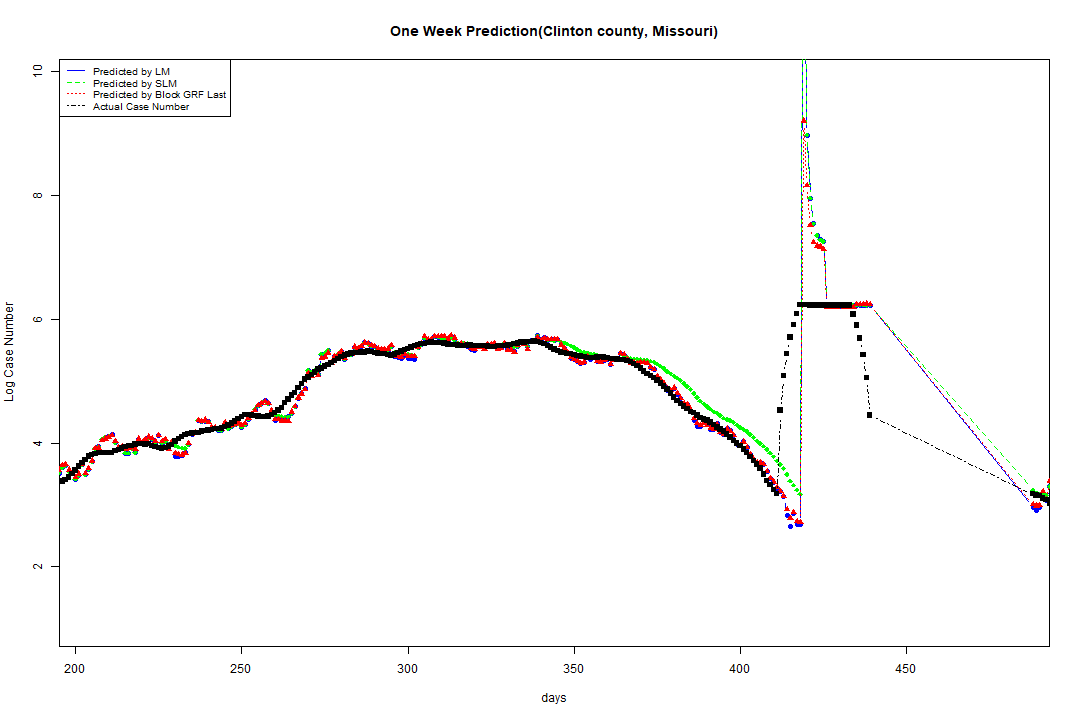 One Week Prediction(Clinton county, Missouri)
Predicted by LM
Predicted by SLM
Predicted by Block GRF Last
Actual Case Number
10
8
6
4
2
Log Case Number
200
250
300
350
400
450
days